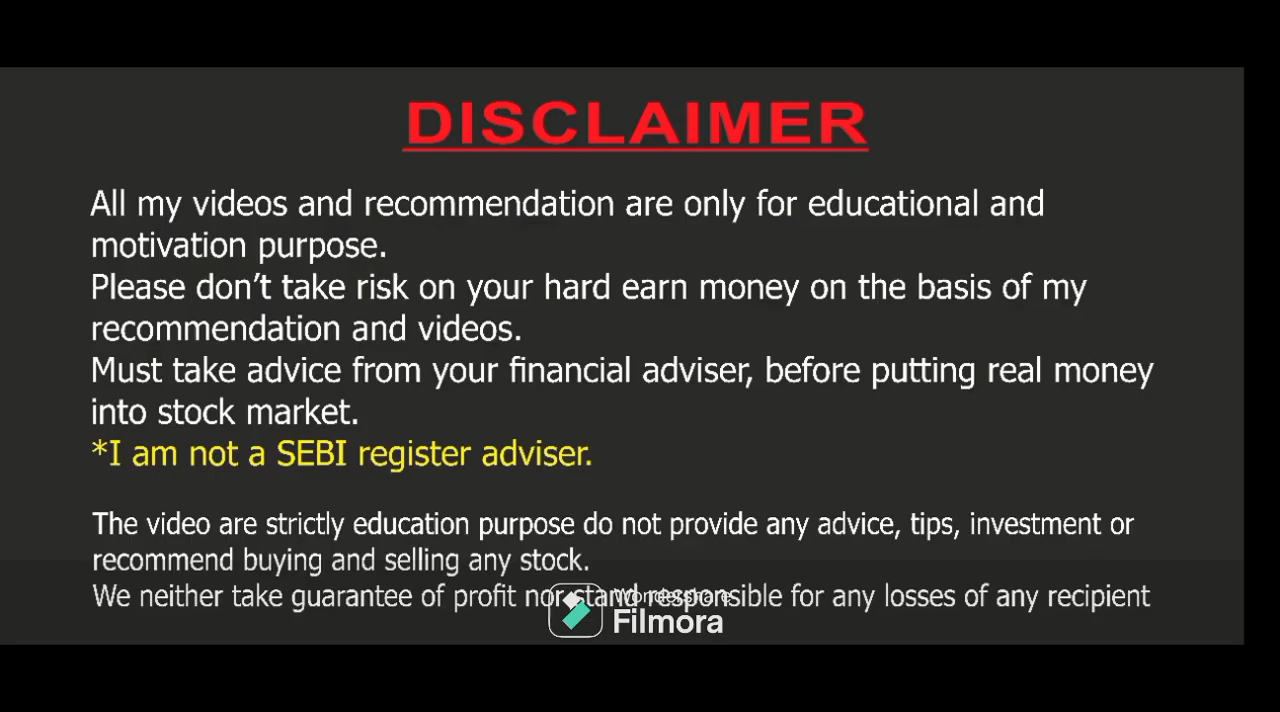 DISCLAIMER
All my videos and recommendation are only for educational and
motivation purpose.
Please don't take risk on your hard earn money on the basis of my
recommendation and videos.
Must take advice from your financial adviser, before putting real money
into stock market.
*I am not a SEBI register adviser.
The video are strictly education purpose do not provide any advice, tips, investment or
recommend buying and selling any stock.
We neither take guarantee of profit nor stand responsible for any losses of any recipient
Wondershare
Filmora